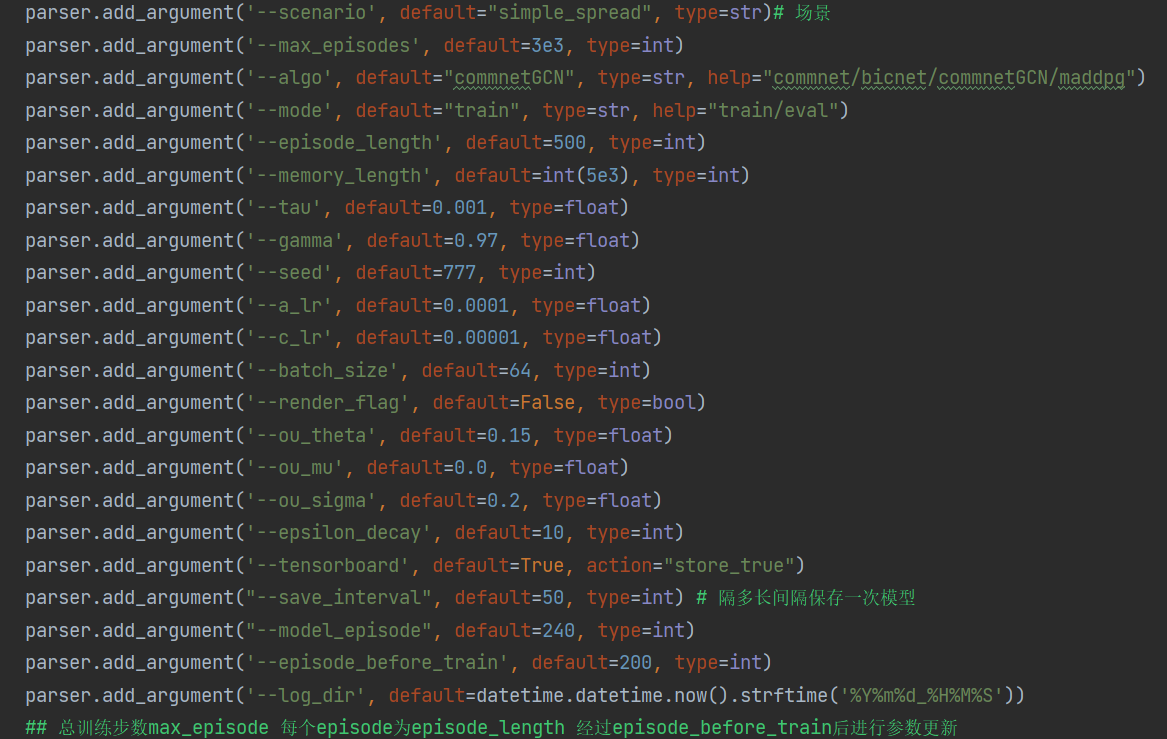 parser.add_argument('--scenario', default="simple_spread", type=str)# 场景
parser.add_argument('--max_episodes', default=3e3, type=int)
parser.add_argument('--algo', default="commnetGCN", type=str, help="commnet/bicnet/commnetGCN/maddpg")
parser.add_argument('--mode', default="train", type=str, help="train/eval")
parser.add_argument('--episode_length', default=500, type=int)
parser.add_argument('--memory_length', default=int(5e3), type=int)
parser.add_argument('--tau', default=0.001, type=float)
parser.add_argument('--gamma', default=0.97, type=float)
parser.add_argument('--seed', default=777, type=int)
parser.add_argument('--a_lr', default=0.0001, type=float)
parser.add_argument('--c_lr', default=0.00001, type=float)
parser.add_argument('--batch_size', default=64, type=int)
parser.add_argument('--render_flag', default=False, type=bool)
parser.add_argument('--ou_theta', default=0.15, type=float)
parser.add_argument('--ou_mu', default=0.0, type=float)
parser.add_argument('--ou_sigma', default=0.2, type=float)
parser.add_argument('--epsilon_decay', default=10, type=int)
parser.add_argument('--tensorboard', default=True, action="store_true")
parser.add_argument("--save_interval", default=50, type=int) # 隔多长间隔保存一次模型
parser.add_argument("--model_episode", default=240, type=int)
parser.add_argument('--episode_before_train', default=200, type=int)
parser.add_argument('--log_dir', default=datetime.datetime.now().strftime('%Y%m%d_%H%M%S'))
## 总训练步数max_episode 每个episode为episode_length 经过episode_before_train后进行参数更新